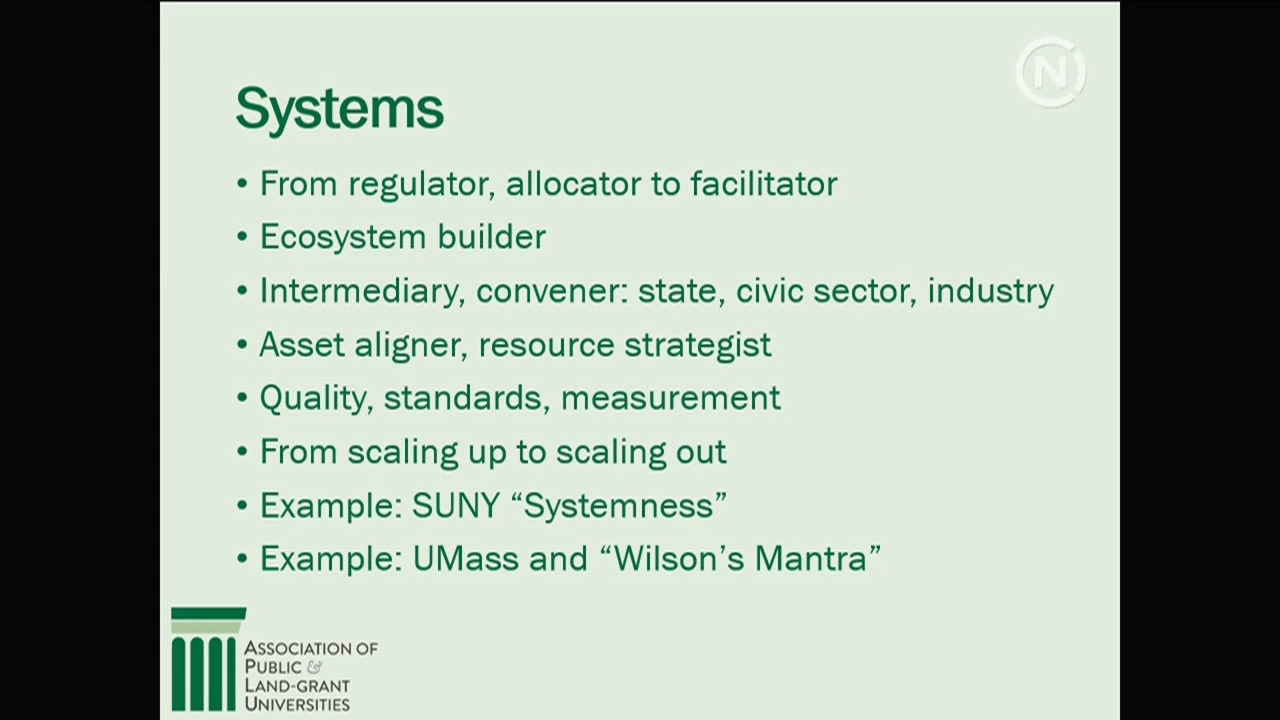 Systems
• From regulator, allocator to facilitator
• Ecosystem builder
• Intermediary, convener: state, civic sector, industry
• Asset aligner, resource strategist
• Quality, standards, measurement
• From scaling up to scaling out
• Example: SUNY “Systemness”
• Example: UMass and “Wilson’s Mantra”
N
ASSOCIATION OF
PUBLIC &
LAND-GRANT
UNIVERSITIES